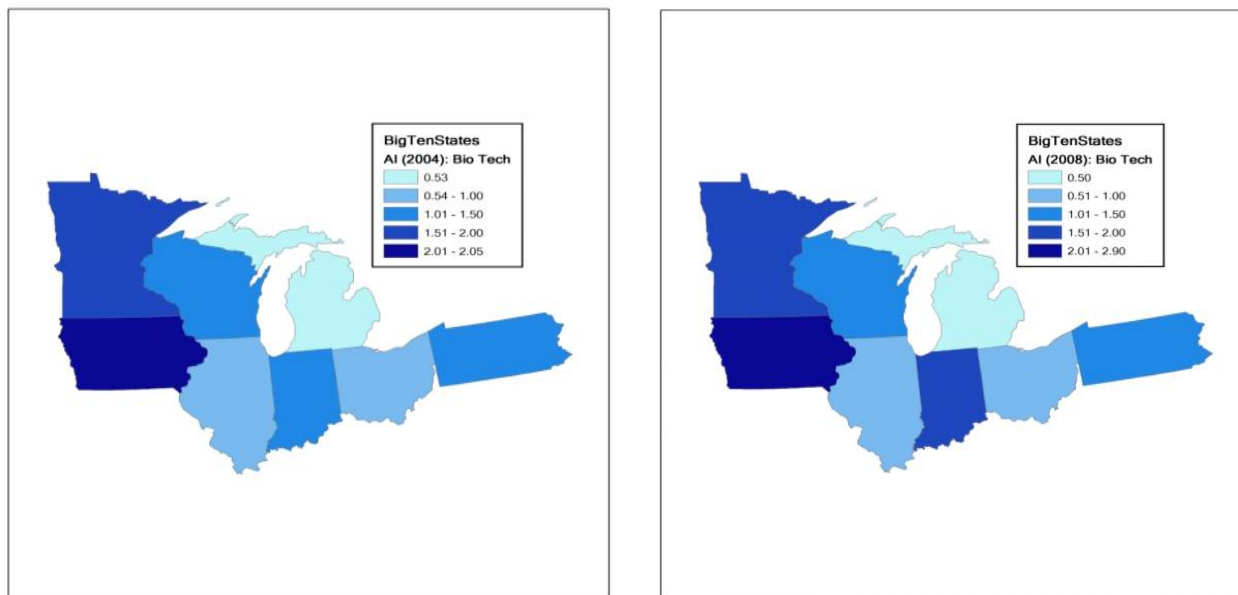 BigTenStates
AI (2004): Bio Tech
0.53
0.54 - 1.00
1.01 - 1.50
1.51 - 2.00
2.01 - 2.05
BigTenStates
AI (2008): Bio Tech
0.50
0.51 - 1.00
1.01 - 1.50
1.51 - 2.00
2.01 - 2.90